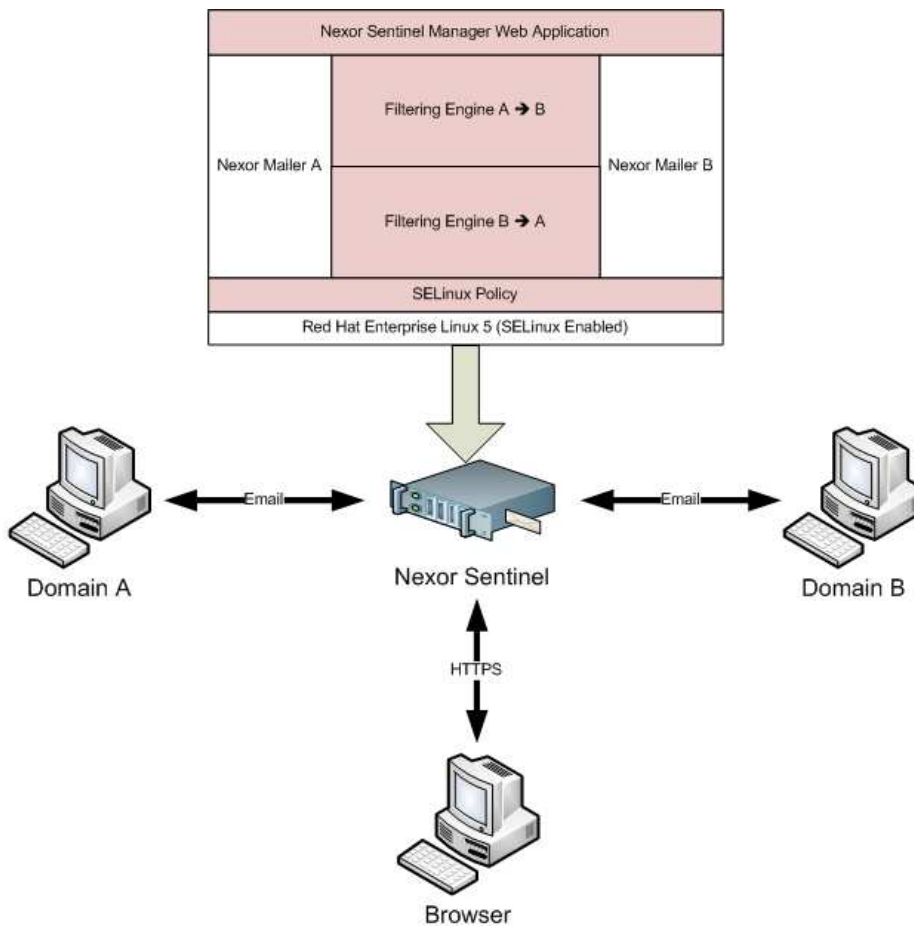 Nexor Sentinel Manager Web Application
Filtering Engine A ➔ B
Nexor Mailer A
Nexor Mailer B
Filtering Engine B ➔ A
SELinux Policy
Red Hat Enterprise Linux 5 (SELinux Enabled)
Email
Email
Domain A
Nexor Sentinel
Domain B
HTTPS
Browser